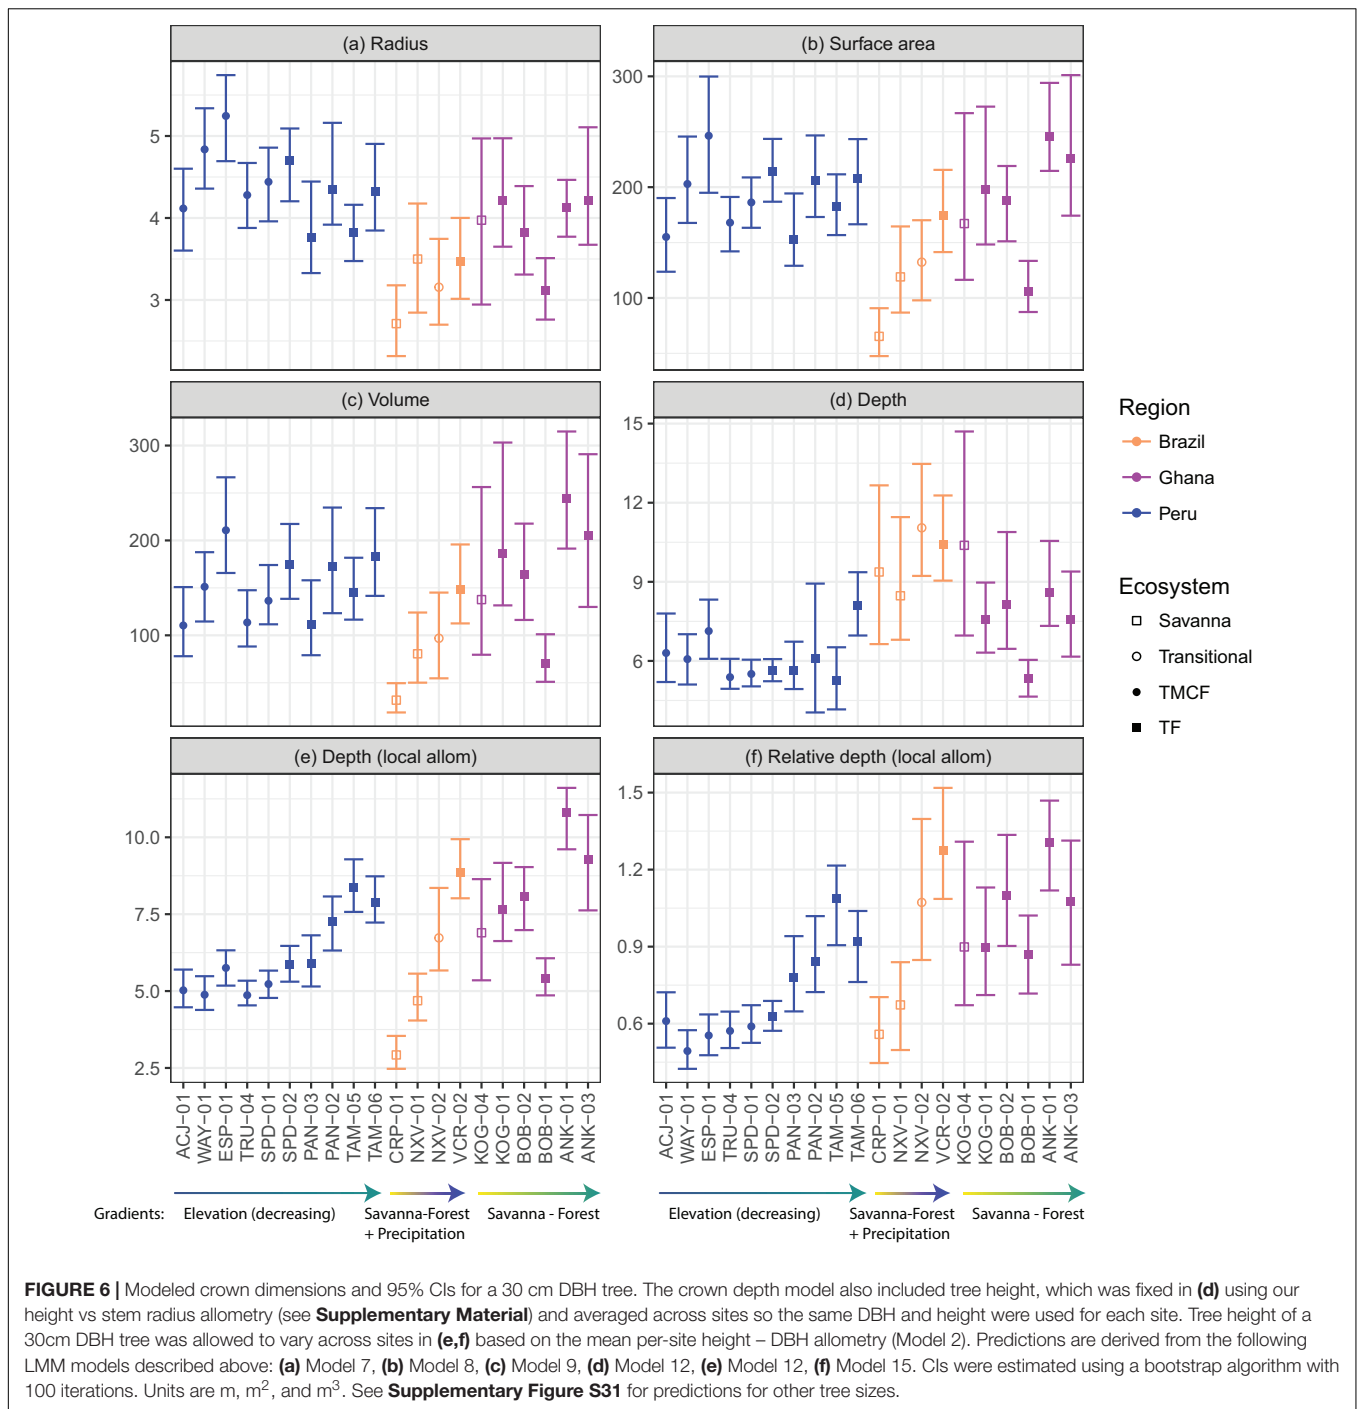 (a) Radius
(b) Surface area
5
4
3
300
200
100
(c) Volume
(d) Depth
300
200
100
15
12
9
6
(e) Depth (local allom)
(f) Relative depth (local allom)
10.0
7.5
5.0
2.5
1.5
1.2
0.9
0.6
ACJ−01
WAY−01
ESP−01
TRU−04
SPD−01
SPD−02
PAN−03
PAN−02
TAM−05
TAM−06
CRP−01
NXV−01
NXV−02
VCR−02
KOG−04
KOG−01
BOB−02
BOB−01
ANK−01
ANK−03
ACJ−01
WAY−01
ESP−01
TRU−04
SPD−01
SPD−02
PAN−03
PAN−02
TAM−05
TAM−06
CRP−01
NXV−01
NXV−02
VCR−02
KOG−04
KOG−01
BOB−02
BOB−01
ANK−01
ANK−03
Region
Brazil
Ghana
Peru
Ecosystem
Savanna
Transitional
TMCF
TF
Gradients: Elevation (decreasing) Savanna-Forest Savanna - Forest
+ Precipitation
Elevation (decreasing) Savanna-Forest Savanna - Forest
+ Precipitation
FIGURE 6 | Modeled crown dimensions and 95% CIs for a 30 cm DBH tree. The crown depth model also included tree height, which was fixed in (d) using our
height vs stem radius allometry (see Supplementary Material) and averaged across sites so the same DBH and height were used for each site. Tree height of a
30cm DBH tree was allowed to vary across sites in (e,f) based on the mean per-site height – DBH allometry (Model 2). Predictions are derived from the following
LMM models described above: (a) Model 7, (b) Model 8, (c) Model 9, (d) Model 12, (e) Model 12, (f) Model 15. CIs were estimated using a bootstrap algorithm with
100 iterations. Units are m, m², and m³. See Supplementary Figure S31 for predictions for other tree sizes.